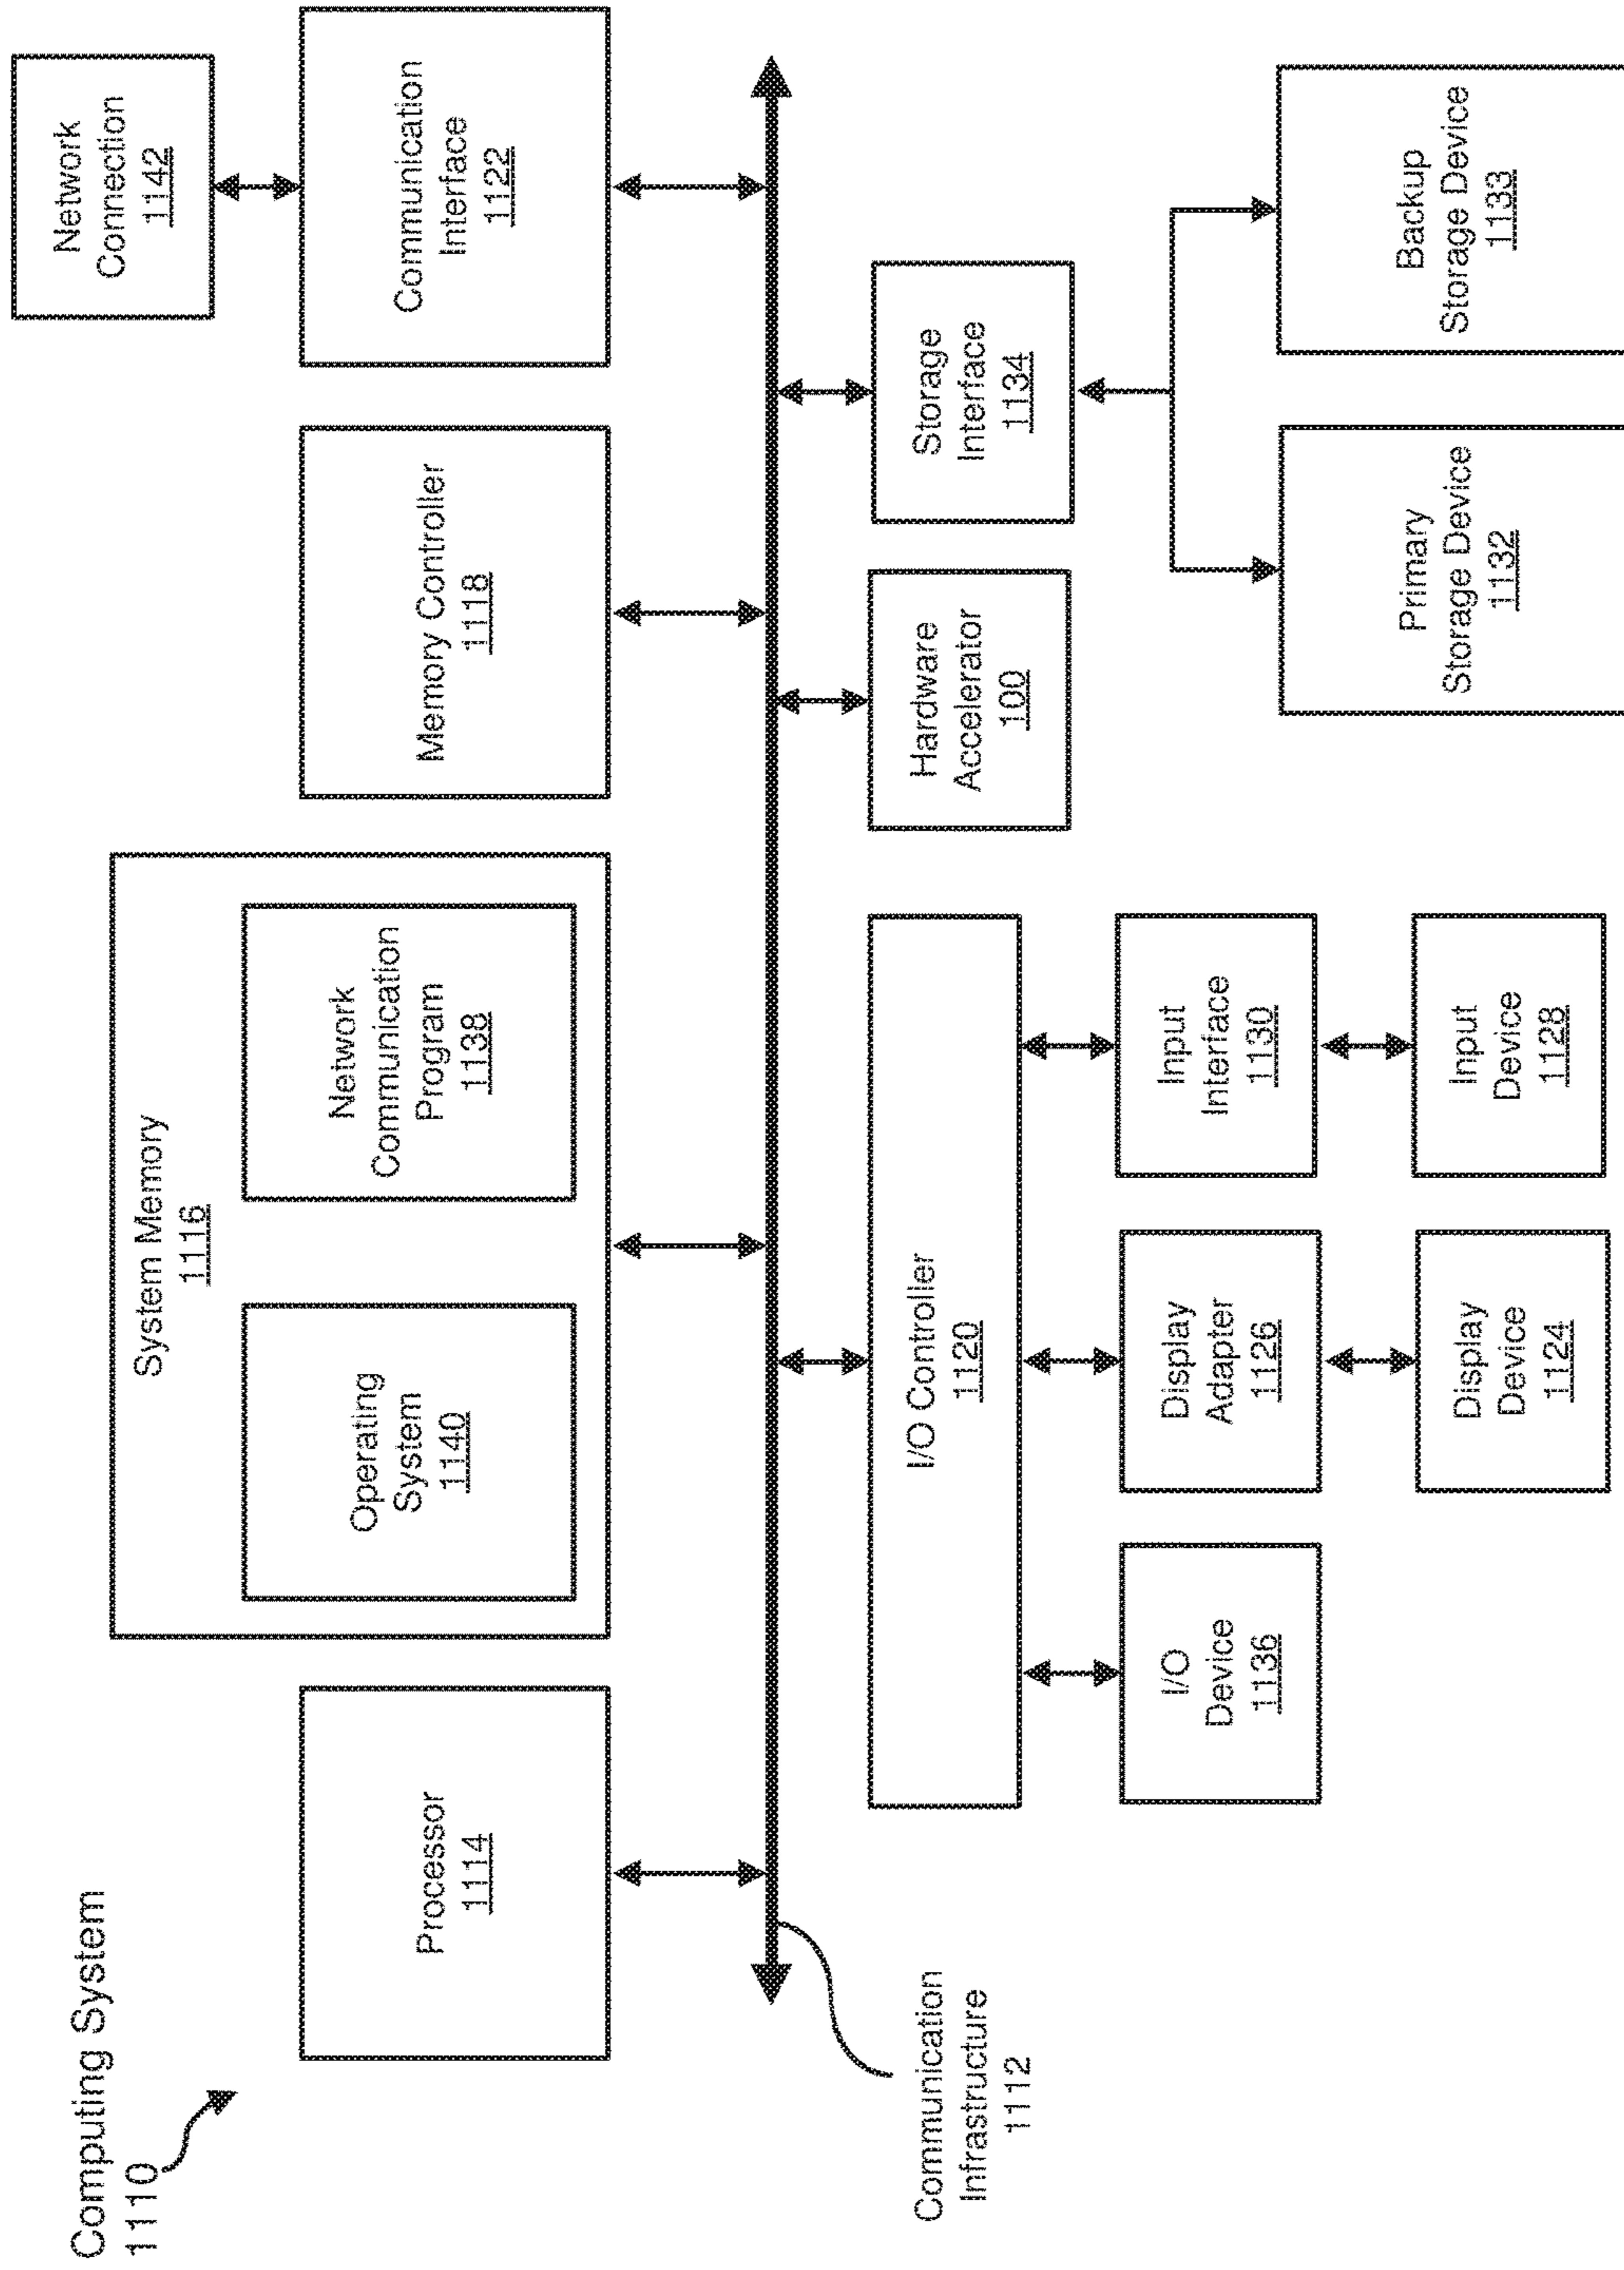 Computing System
1110
Network
Connection
1142
System Memory
1116
Processor
1114
Operating
System
1140
Network
Communication
Program
1138
Memory Controller
1118
Communication
Interface
1122
Communication
Infrastructure
1112
I/O Controller
1120
Hardware
Accelerator
100
Storage
Interface
1134
I/O
Device
1136
Display
Adapter
1126
Input
Interface
1130
Primary
Storage Device
1132
Backup
Storage Device
1133
Display
Device
1124
Input
Device
1128